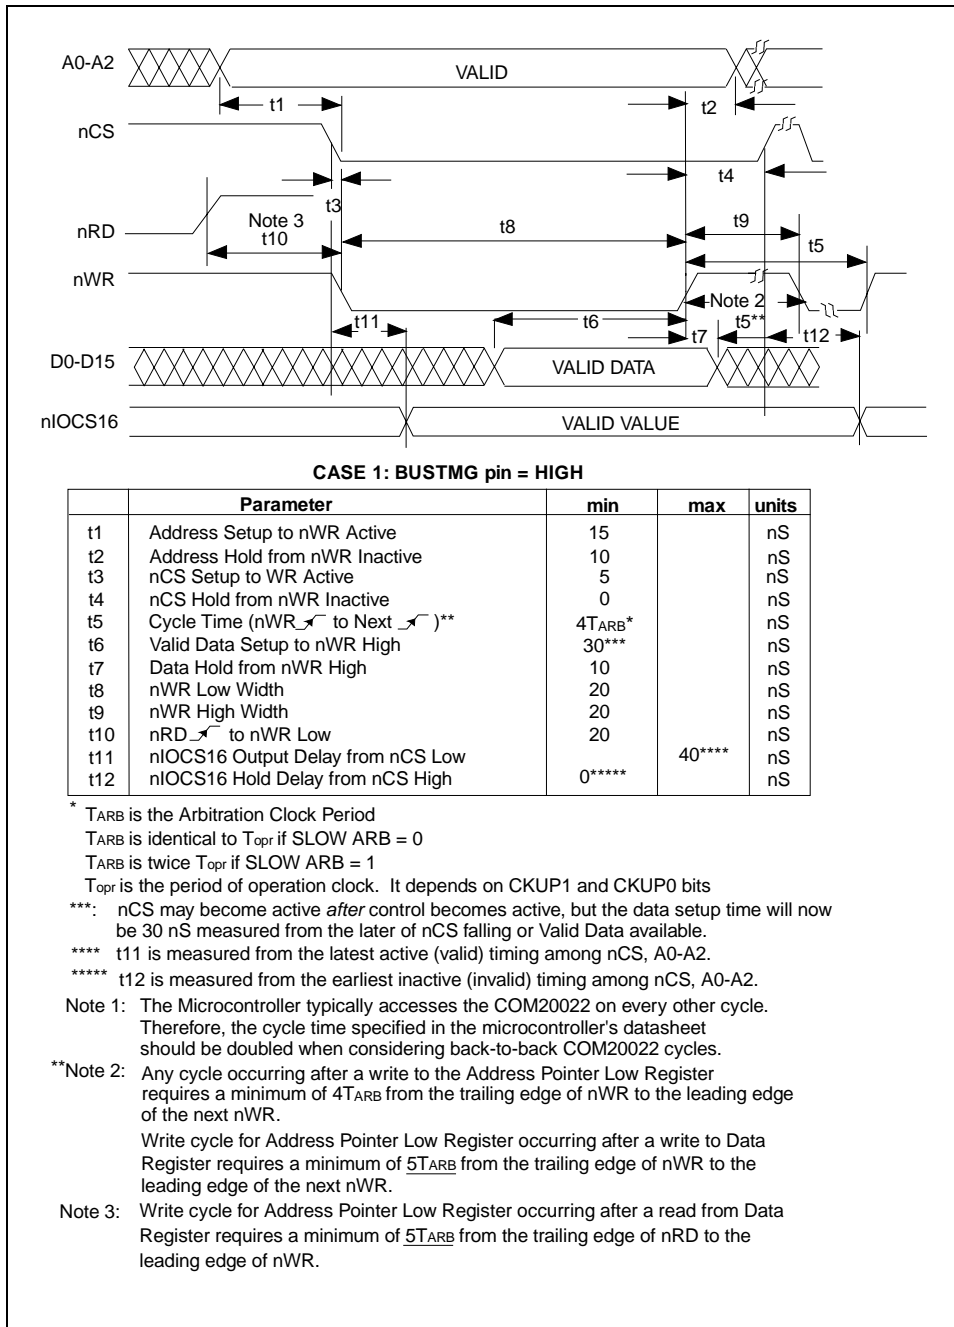 A0-A2
VALID
t1
t2
nCS
t4
t3
nRD
Note 3
t10
t8
t9
t5
nWR
Note 2
t11
t6
t7
t5**
t12
D0-D15
VALID DATA
nIOCS16
VALID VALUE
CASE 1: BUSTMG pin = HIGH
Parameter min max units
t1 Address Setup to nWR Active 15 nS
t2 Address Hold from nWR Inactive 10 nS
t3 nCS Setup to WR Active 5 nS
t4 nCS Hold from nWR Inactive 0 nS
t5 Cycle Time (nWR to Next )** 4TARB* nS
t6 Valid Data Setup to nWR High 30*** nS
t7 Data Hold from nWR High 10 nS
t8 nWR Low Width 20 nS
t9 nWR High Width 20 nS
t10 nRD to nWR Low 20 nS
t11 nIOCS16 Output Delay from nCS Low 40**** nS
t12 nIOCS16 Hold Delay from nCS High 0***** nS
* TARB is the Arbitration Clock Period
TARB is identical to Topr if SLOW ARB = 0
TARB is twice Topr if SLOW ARB = 1
Topr is the period of operation clock. It depends on CKUP1 and CKUP0 bits
***: nCS may become active after control becomes active, but the data setup time will now
be 30 nS measured from the later of nCS falling or Valid Data available.
**** t11 is measured from the latest active (valid) timing among nCS, A0-A2.
***** t12 is measured from the earliest inactive (invalid) timing among nCS, A0-A2.
Note 1: The Microcontroller typically accesses the COM20022 on every other cycle.
Therefore, the cycle time specified in the microcontroller's datasheet
should be doubled when considering back-to-back COM20022 cycles.
**Note 2: Any cycle occurring after a write to the Address Pointer Low Register
requires a minimum of 4TARB from the trailing edge of nWR to the leading edge
of the next nWR.
Write cycle for Address Pointer Low Register occurring after a write to Data
Register requires a minimum of 5TARB from the trailing edge of nWR to the
leading edge of the next nWR.
Note 3: Write cycle for Address Pointer Low Register occurring after a read from Data
Register requires a minimum of 5TARB from the trailing edge of nRD to the
leading edge of nWR.